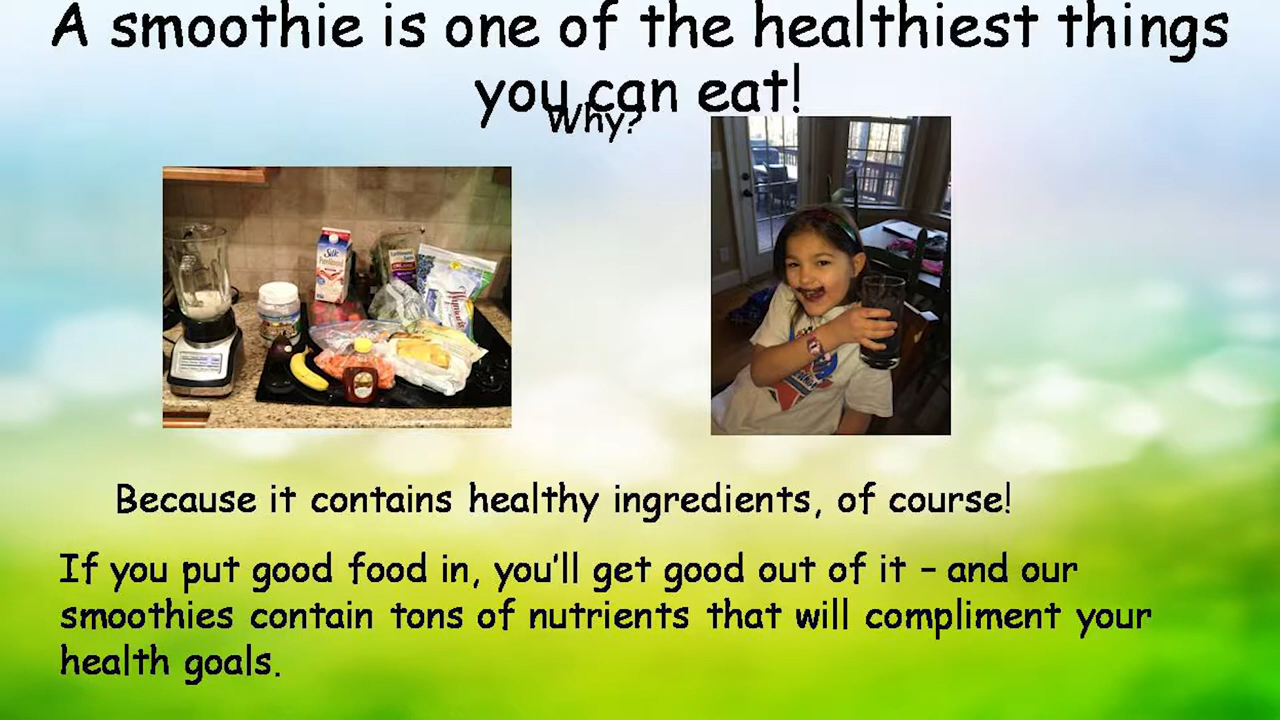 A smoothie is one of the healthiest things
you can eat!
Why?
Silk
Because it contains healthy ingredients, of course!
If you put good food in, you'll get good out of it – and our
smoothies contain tons of nutrients that will compliment your
health goals.